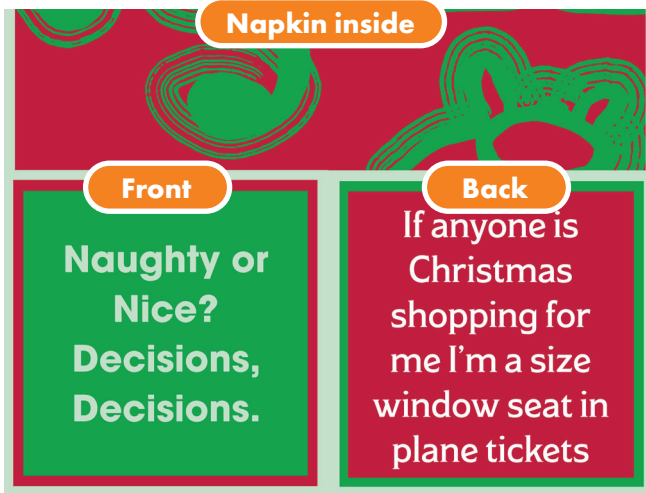 Napkin inside
Front
Naughty or
Nice?
Decisions,
Decisions.
Back
If anyone is
Christmas
shopping for
me I'm a size
window seat in
plane tickets